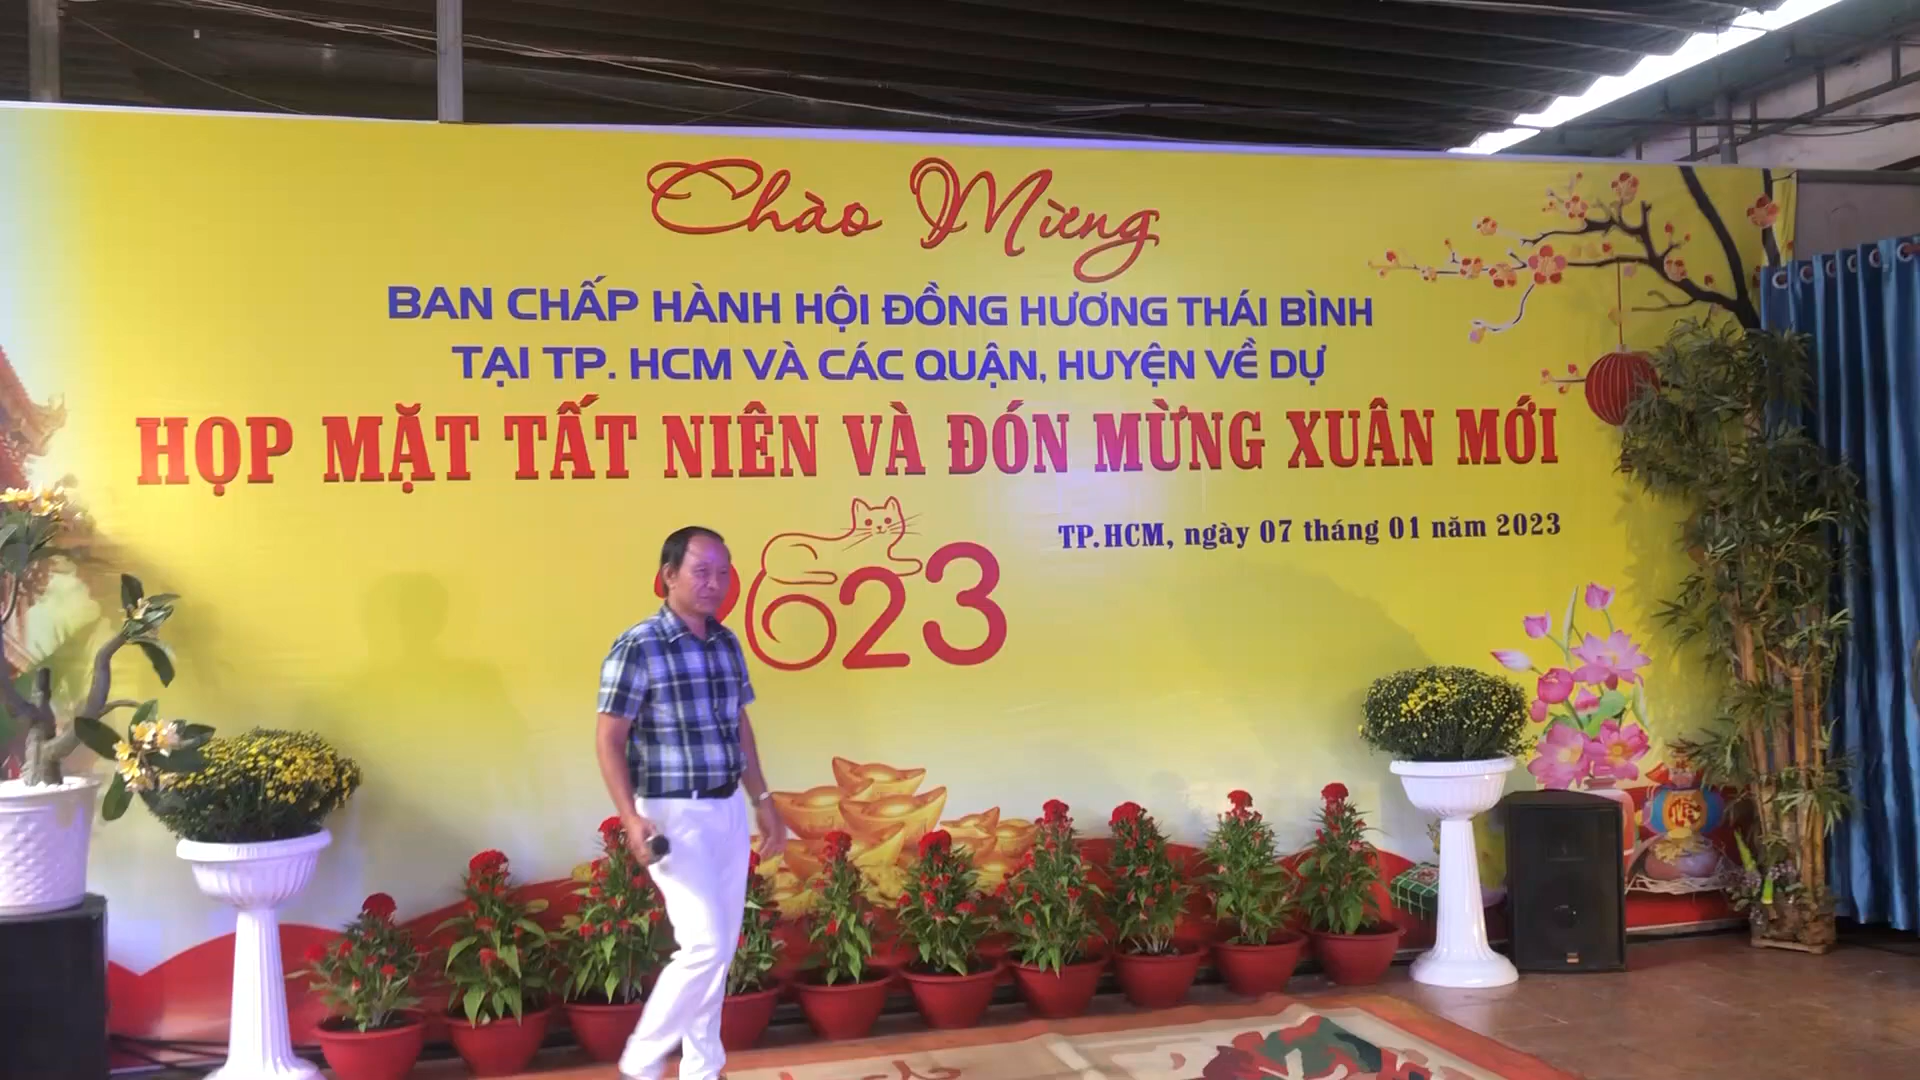 Chào Mừng
BAN CHẤP HÀNH HỘI ĐỒNG HƯƠNG THÁI BÌNH
TẠI TP. HCM VÀ CÁC QUẬN, HUYỆN VỀ DỰ
HỌP MẶT TẤT NIÊN VÀ ĐÓN MỪNG XUÂN MỚI
TP.HCM, ngày 07 tháng 01 năm 2023
2023